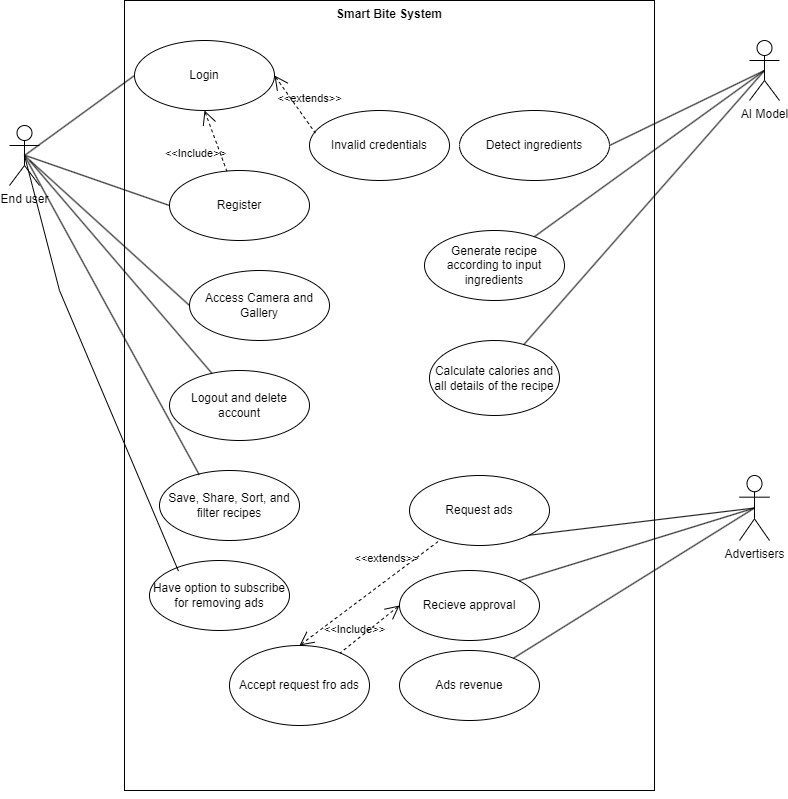 Smart Bite System
Login
<<extends>>
Invalid credentials
Detect ingredients
AI Model
<<Include>>
End user
Register
Generate recipe
according to input
ingredients
Access Camera and
Gallery
Calculate calories and
all details of the recipe
Logout and delete
account
Save, Share, Sort, and
filter recipes
Request ads
Advertisers
<<extends>>
Have option to subscribe
for removing ads
Recieve approval
<<Include>>
Accept request fro ads
Ads revenue